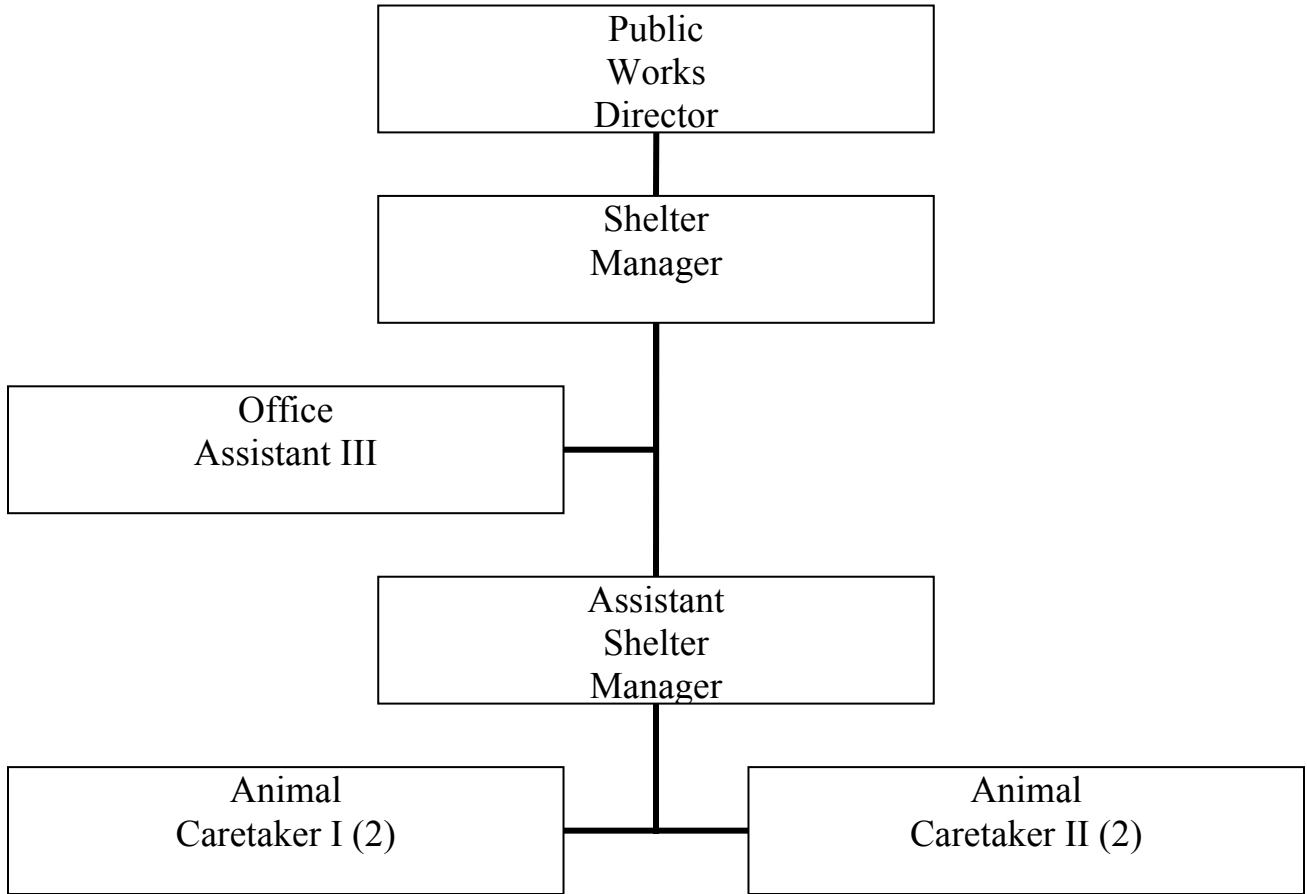 Public
Works
Director
Shelter
Manager
Office
Assistant III
Assistant
Shelter
Manager
Animal
Caretaker I (2)
Animal
Caretaker II (2)